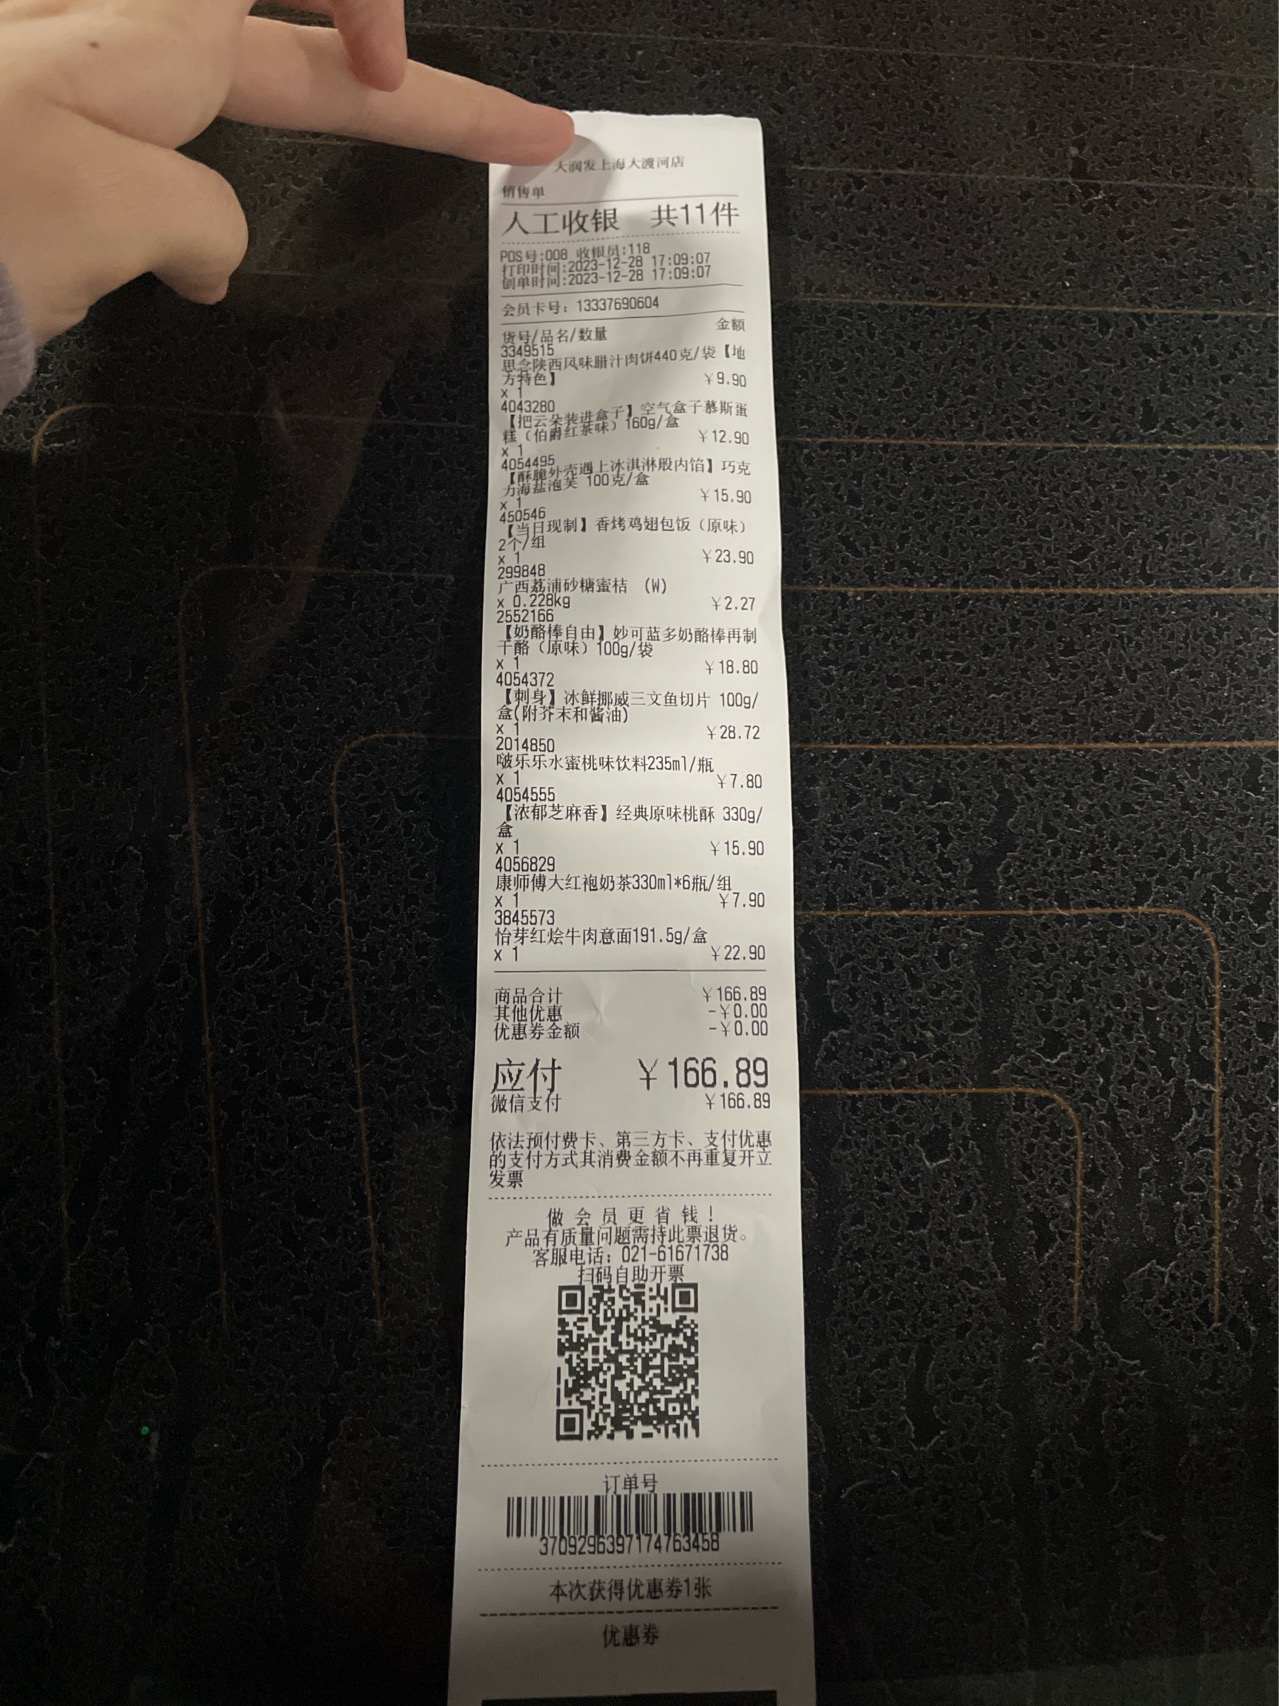 大润发上海大渡河店
销售单
人工收银 共11件
POS号:008 收银员:118
打印时间:2023-12-28 17:09:07
创单时间:2023-12-28 17:09:07
会员卡号: 13337690604
货号/品名/数量 金额
3349515
思念陕西风味腊汁肉饼440克/袋【地
方特色】 ￥9.90
x 1
4043280
【把云朵装进盒子】空气盒子慕斯蛋
糕（伯爵红茶味）160g/盒
x 1 ￥12.90
4054495
【酥脆外壳遇上冰淇淋般内馅】巧克
力海盐泡芙 100克/盒
x 1 ￥15.90
450546
【当日现制】香烤鸡翅包饭（原味）
2个/组
x 1 ￥23.90
299848
广西荔浦砂糖蜜桔 (W)
x 0.228kg ￥2.27
2552166
【奶酪棒自由】妙可蓝多奶酪棒再制
干酪（原味）100g/袋
x 1 ￥18.80
4054372
【刺身】冰鲜挪威三文鱼切片 100g/
盒(附芥末和酱油)
x 1 ￥28.72
2014850
啵乐乐水蜜桃味饮料235ml/瓶
x 1 ￥7.80
4054555
【浓郁芝麻香】经典原味桃酥 330g/
盒
x 1 ￥15.90
4056829
康师傅大红袍奶茶330ml*6瓶/组
x 1 ￥7.90
3845573
怡芽红烩牛肉意面191.5g/盒
x 1 ￥22.90
商品合计 ￥166.89
其他优惠 -￥0.00
优惠券金额 -￥0.00
应付 ￥166.89
微信支付 ￥166.89
依法预付费卡、第三方卡、支付优惠
的支付方式其消费金额不再重复开立
发票
做会员更省钱!
产品有质量问题需持此票退货。
客服电话: 021-61671738
扫码自助开票
订单号
3709296397174763458
本次获得优惠券1张
优惠券